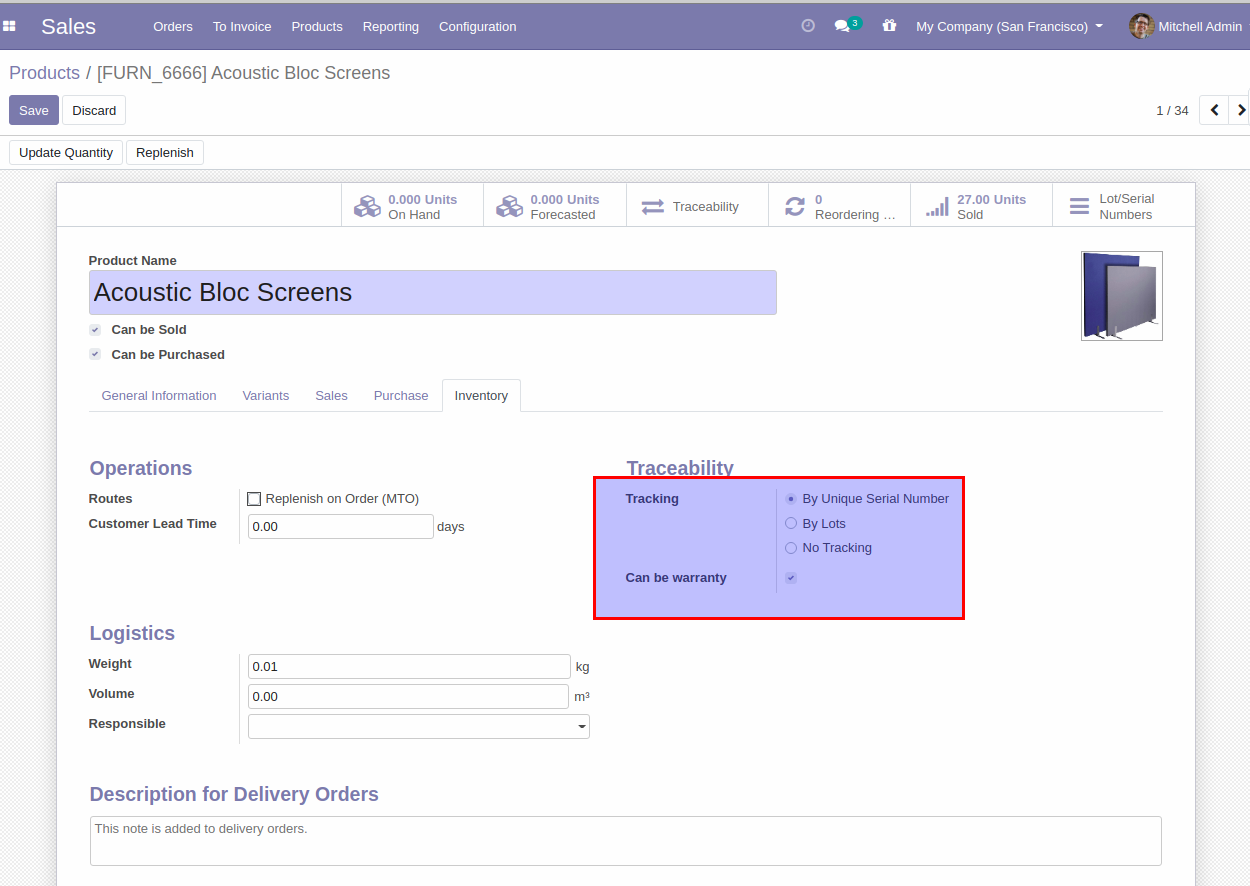 Sales Orders To Invoice Products Reporting Configuration 3 My Company (San Francisco) Mitchell Admin
Products / [FURN_6666] Acoustic Bloc Screens
Save Discard 1 / 34
Update Quantity Replenish
0.000 Units
On Hand
0.000 Units
Forecasted
Traceability
0
Reordering ...
27.00 Units
Sold
Lot/Serial
Numbers
Product Name
Acoustic Bloc Screens
Can be Sold
Can be Purchased
General Information Variants Sales Purchase Inventory
Operations
Routes Replenish on Order (MTO)
Customer Lead Time 0.00 days
Traceability
Tracking By Unique Serial Number
By Lots
No Tracking
Can be warranty
Logistics
Weight 0.01 kg
Volume 0.00 m³
Responsible
Description for Delivery Orders
This note is added to delivery orders.